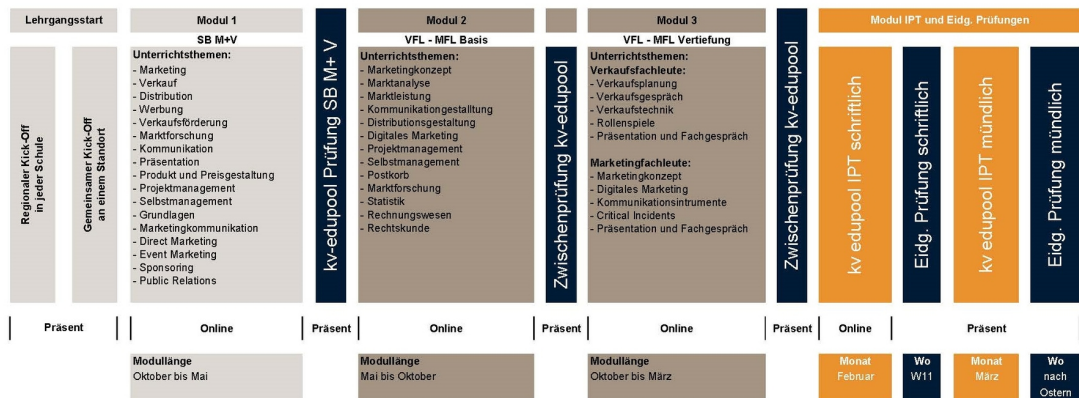 Lehrgangsstart
Modul 1
Modul 2
Modul 3
Modul IPT und Eidg. Prüfungen
Regionaler Kick-Off
in jeder Schule
Gemeinsamer Kick-Off
an einem Standort
SB M+V
Unterrichtsthemen:
- Marketing
- Verkauf
- Distribution
- Werbung
- Verkaufsförderung
- Marktforschung
- Kommunikation
- Präsentation
- Produkt und Preisgestaltung
- Projektmanagement
- Selbstmanagement
- Grundlagen
- Marketingkommunikation
- Direct Marketing
- Event Marketing
- Sponsoring
- Public Relations
kv-edupool Prüfung SB M+ V
VFL - MFL Basis
Unterrichtsthemen:
- Marketingkonzept
- Marktanalyse
- Marktleistung
- Kommunikationgestalltung
- Distributionsgestaltung
- Digitales Marketing
- Projektmanagement
- Selbstmanagement
- Postkorb
- Marktforschung
- Statistik
- Rechnungswesen
- Rechtskunde
Zwischenprüfung kv-edupool
VFL - MFL Vertiefung
Unterrichtsthemen:
Verkaufsfachleute:
- Verkaufsplanung
- Verkaufsgespräch
- Verkaufstechnik
- Rollenspiele
- Präsentation und Fachgespräch
Marketingfachleute:
- Marketingkonzept
- Digitales Marketing
- Kommunikationsintrumente
- Critical Incidents
- Präsentation und Fachgespräch
Zwischenprüfung kv-edupool
kv edupool IPT schriftlich
Eidg. Prüfung schriftlich
kv edupool IPT mündlich
Eidg. Prüfung mündlich
Präsent
Online
Präsent
Online
Präsent
Online
Präsent
Online
Präsent
Modullänge
Oktober bis Mai
Modullänge
Mai bis Oktober
Modullänge
Oktober bis März
Monat
Februar
Wo
W11
Monat
März
Wo
nach
Ostern